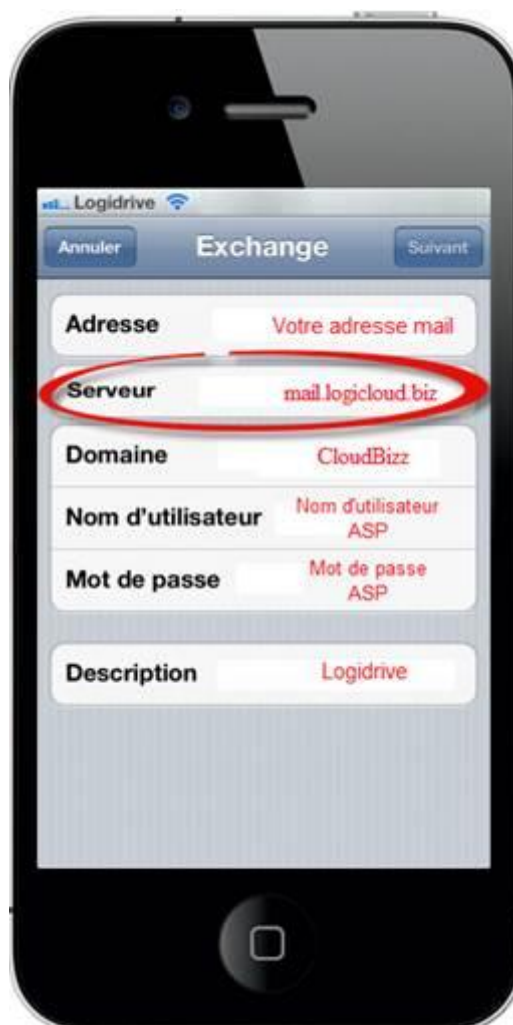 Logidrive
Annuler Exchange Suivant
Adresse Votre adresse mail
Serveur mail.logicloud.biz
Domaine CloudBizz
Nom d'utilisateur Nom d'utilisateur
ASP
Mot de passe Mot de passe
ASP
Description Logidrive